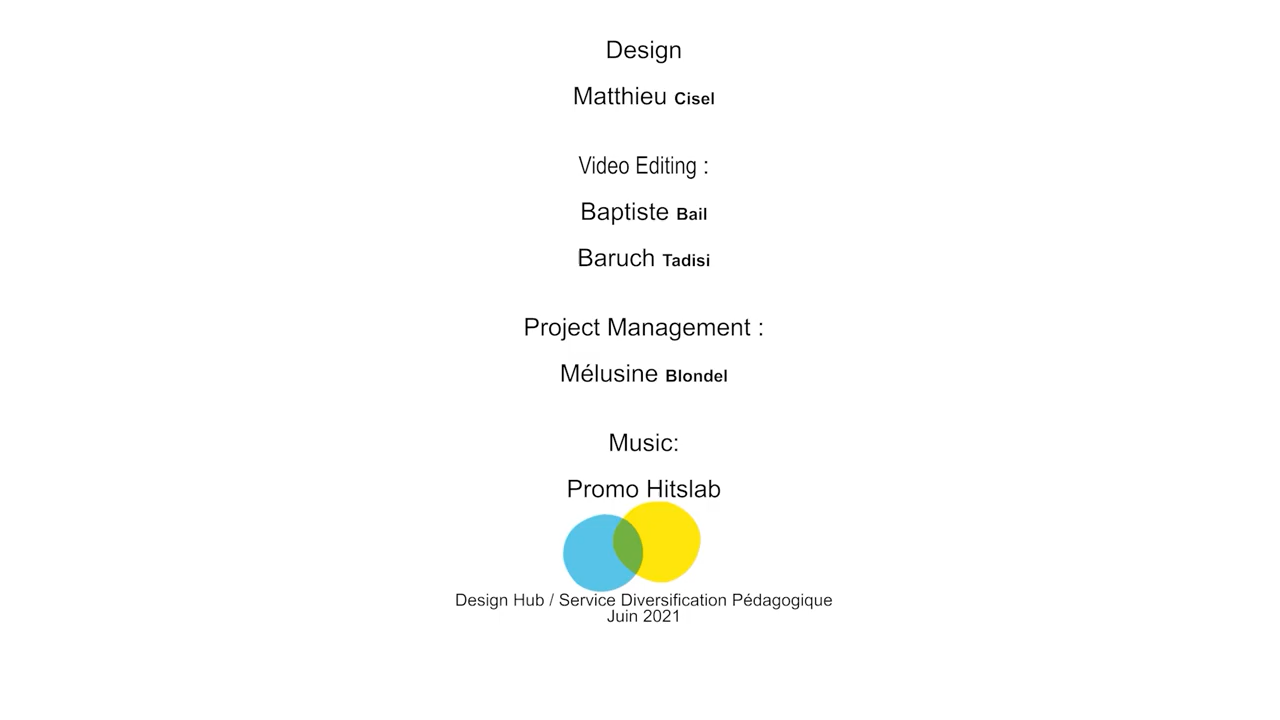 Design
Matthieu Cisel
Video Editing :
Baptiste Bail
Baruch Tadisi
Project Management :
Mélusine Blondel
Music:
Promo Hitslab
Design Hub / Service Diversification Pédagogique
Juin 2021